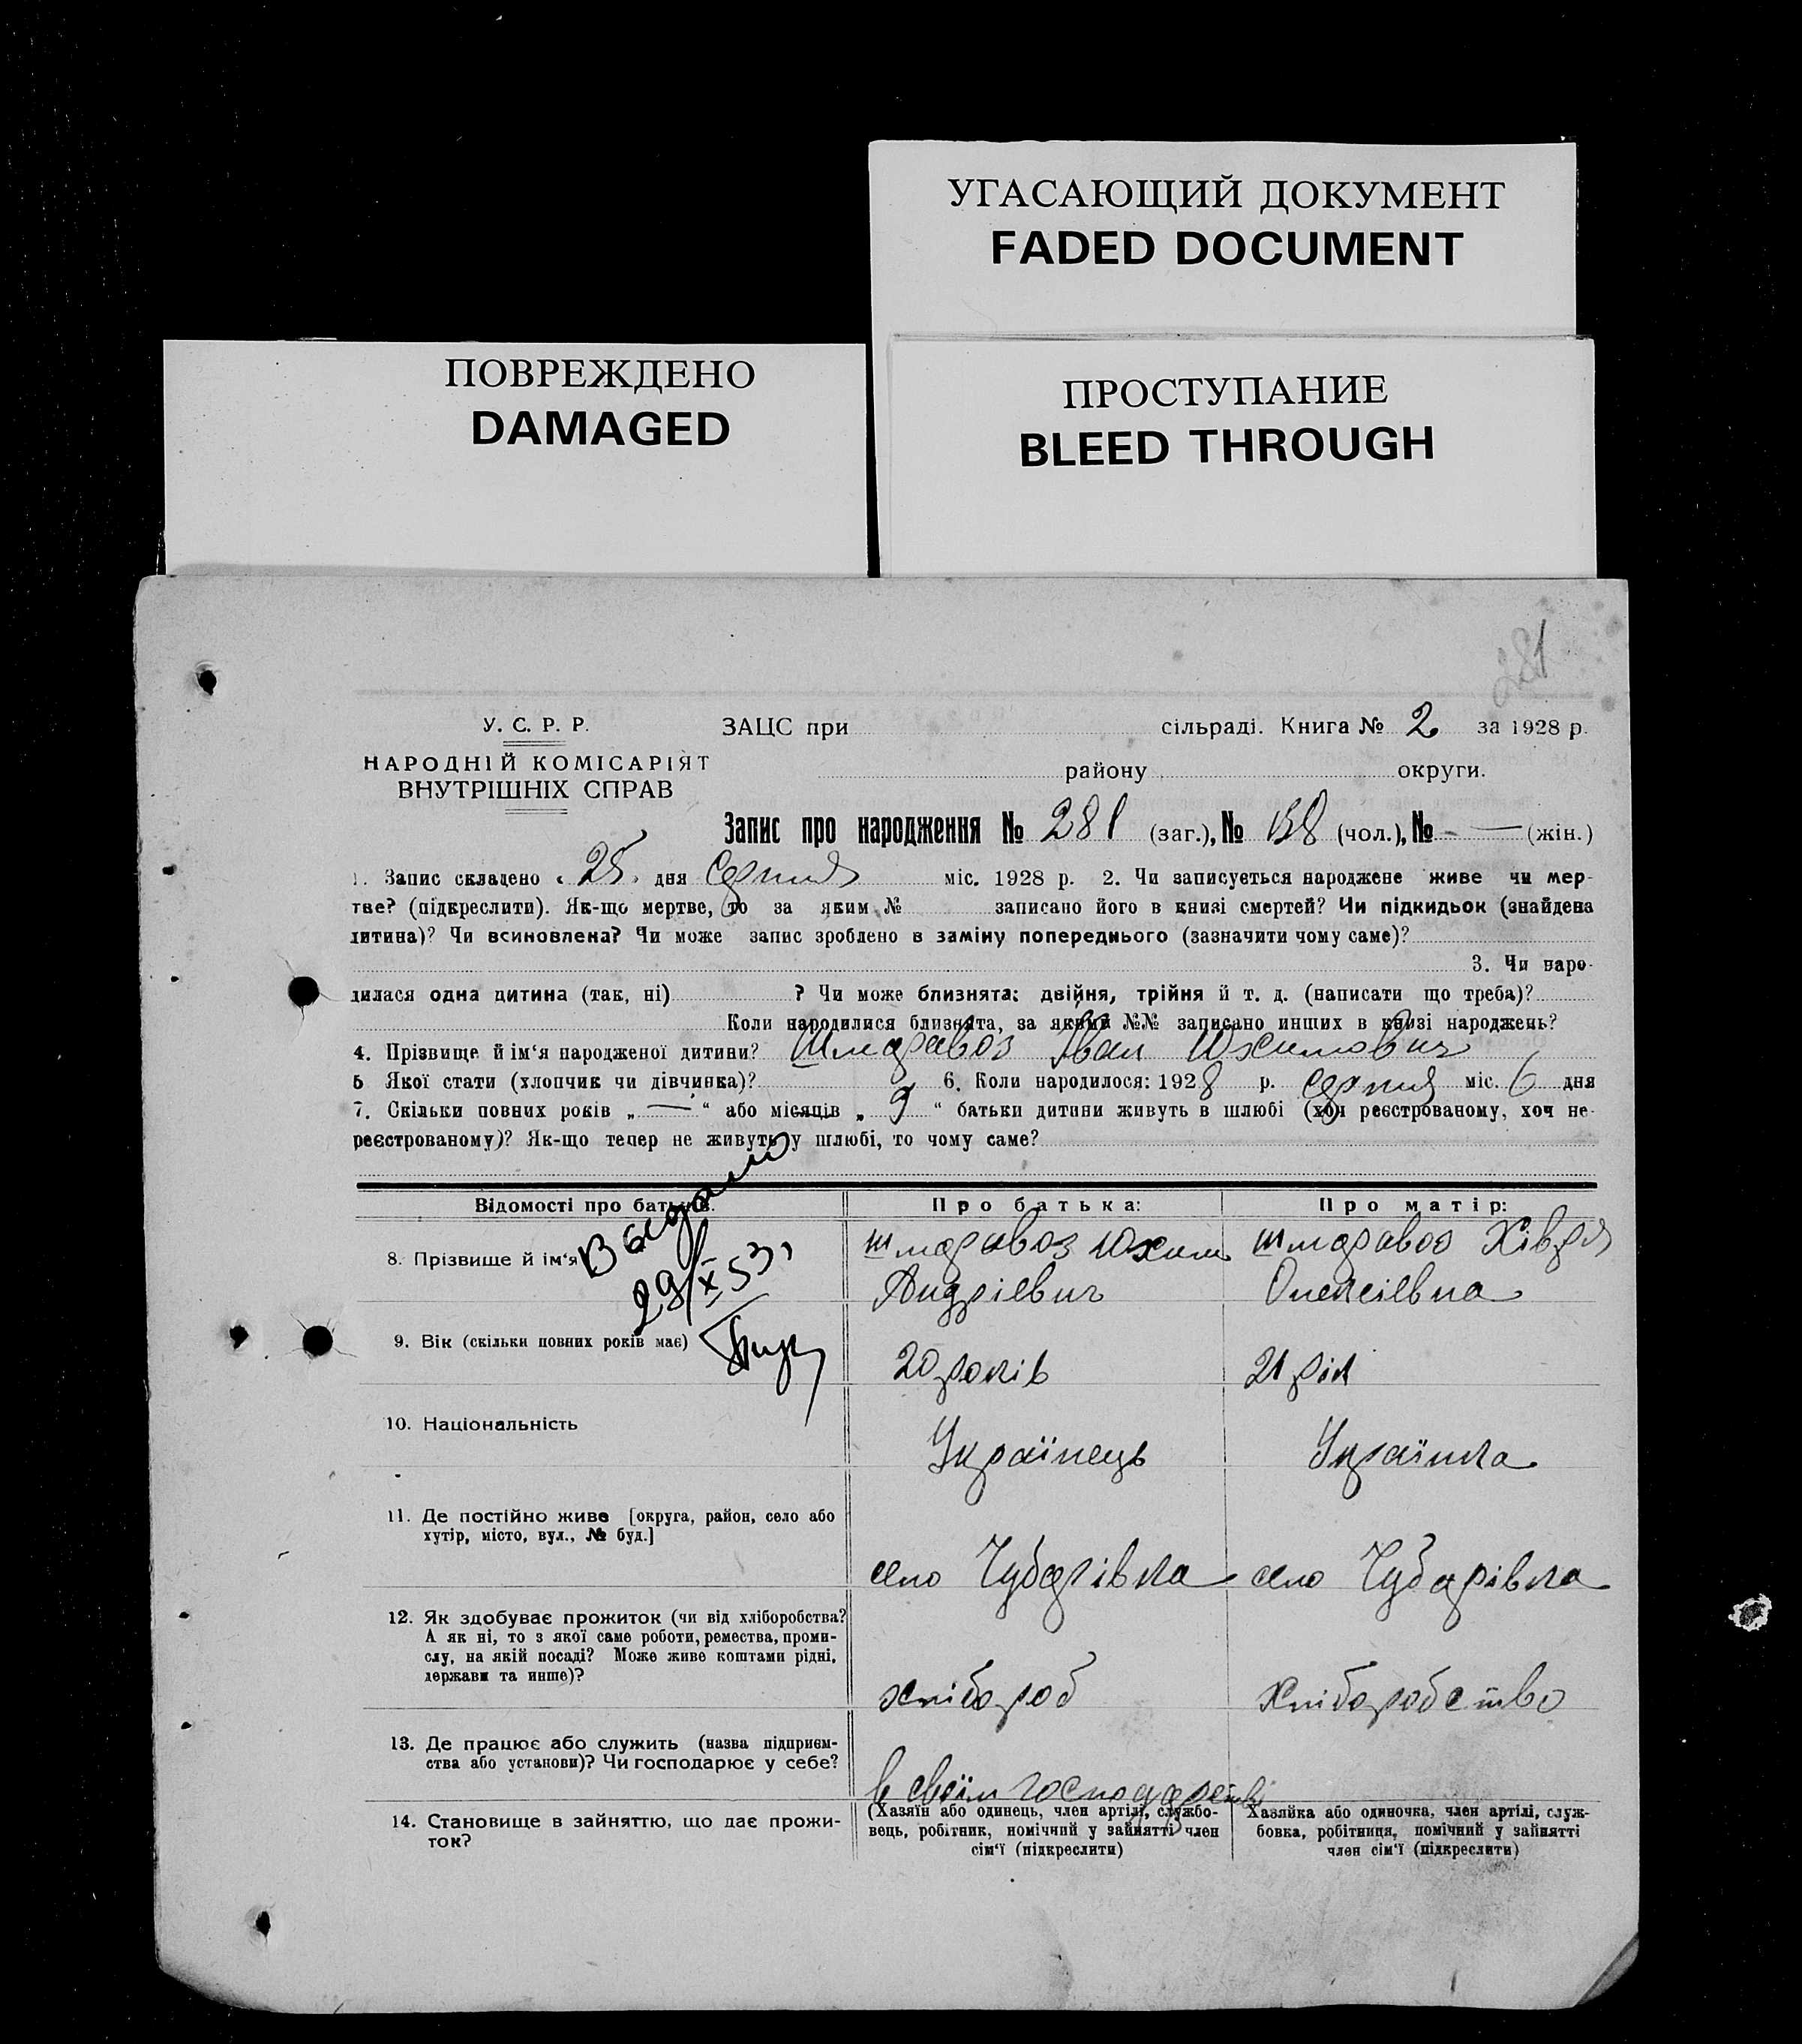 УГАСАЮЩИЙ ДОКУМЕНТ
FADED DOCUMENT
ПОВРЕЖДЕНО
DAMAGED
ПРОСТУПАНИЕ
BLEED THROUGH
281
У. С. Р. Р.
НАРОДНІЙ КОМІСАРІЯТ
ВНУТРІШНІХ СПРАВ
ЗАЦС при сільраді. Книга № 2 за 1928 р.
району округи.
Запис про народження № 281 (заг.), № 158 (чол.), № — (жін.)
1. Запис складено „25“ дня серпня міс. 1928 р. 2. Чи записується народжене живе чи мер-
тве? (підкреслити). Як-що мертве, то за яким № записано його в книзі смертей? Чи підкидьок (знайдена
дитина)? Чи всиновлена? Чи може запис зроблено в заміну попереднього (зазначити чому саме)?
3. Чи наро-
дилася одна дитина (так, ні) ? Чи може близнята: двійня, трійня й т. д. (написати що треба)?
Коли народилися близнята, за якими №№ записано инших в книзі народжень?
4. Прізвище й ім‘я народженої дитини? Шмаравоз Іван Юхимович
5 Якої стати (хлопчик чи дівчинка)? 6. Коли народилося: 1928 р. серпня міс. 6 дня
7. Скільки повних років „ — “ або місяців „ 9 “ батьки дитини живуть в шлюбі (хоч реєстрованому, хоч не-
реєстрованому)? Як-що тепер не живуть у шлюбі, то чому саме?
Відомості про батьків. Про батька: Про матір:
Выдано
29/X 53,
8. Прізвище й ім‘я Шмаравоз Юхим Шмаравоз Хівря
Андрієвич Олексіевна
9. Вік (скільки повних років має) 20 років 21 рік
10. Національність Українець Українка
11. Де постійно живе [округа, район, село або
хутір, місто, вул., № буд.]
село Чубарівка село Чубарівка
12. Як здобуває прожиток (чи від хліборобства?
А як ні, то з якої саме роботи, ремества, проми-
слу, на якій посаді? Може живе коштами рідні,
держави та инше)?
хлібороб хліборобство
13. Де працює або служить (назва підприєм-
ства або установи)? Чи господарює у себе?
в своїм господарстві
14. Становище в зайняттю, що дає прожи-
ток?
(Хазяїн або одинець, член артілі, службо-
вець, робітник, помічний у зайнятті член
сім‘ї (підкреслити)
Хазяйка або одиночка, член артілі, служ-
бовка, робітниця, помічний у зайнятті
член сім‘ї (підкреслити)